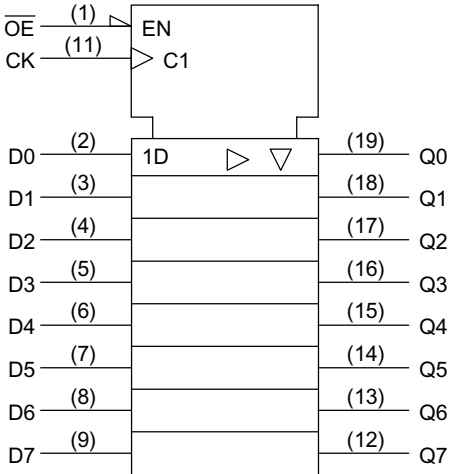 O̅E̅ (1) EN
CK (11) C1
D0 (2) 1D (19) Q0
D1 (3) (18) Q1
D2 (4) (17) Q2
D3 (5) (16) Q3
D4 (6) (15) Q4
D5 (7) (14) Q5
D6 (8) (13) Q6
D7 (9) (12) Q7